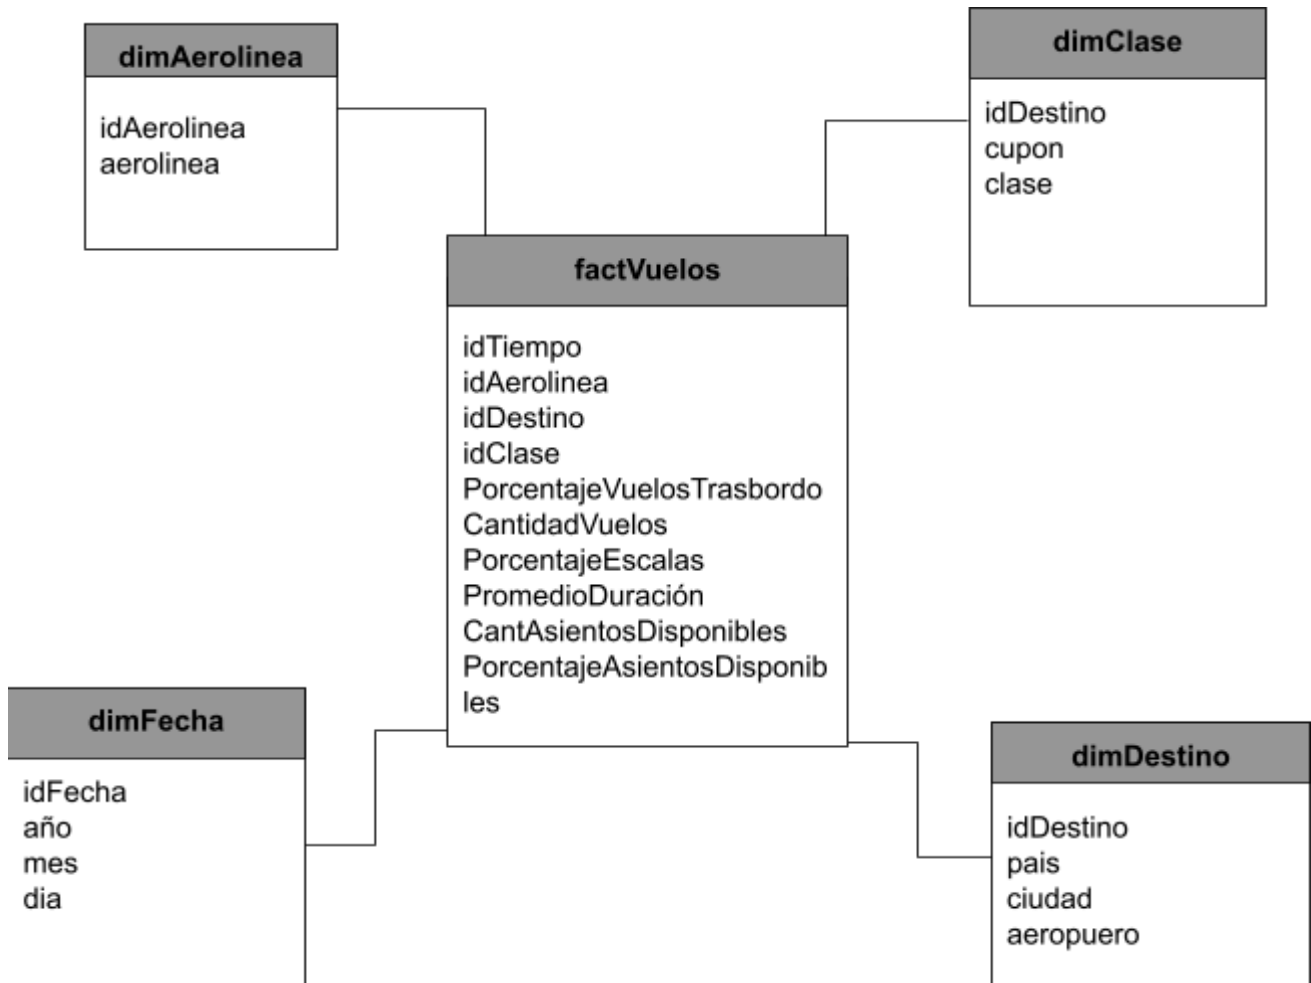 dimAerolinea
idAerolinea
aerolinea
dimClase
idDestino
cupon
clase
factVuelos
idTiempo
idAerolinea
idDestino
idClase
PorcentajeVuelosTrasbordo
CantidadVuelos
PorcentajeEscalas
PromedioDuración
CantAsientosDisponibles
PorcentajeAsientosDisponib
les
dimFecha
idFecha
año
mes
dia
dimDestino
idDestino
pais
ciudad
aeropuero